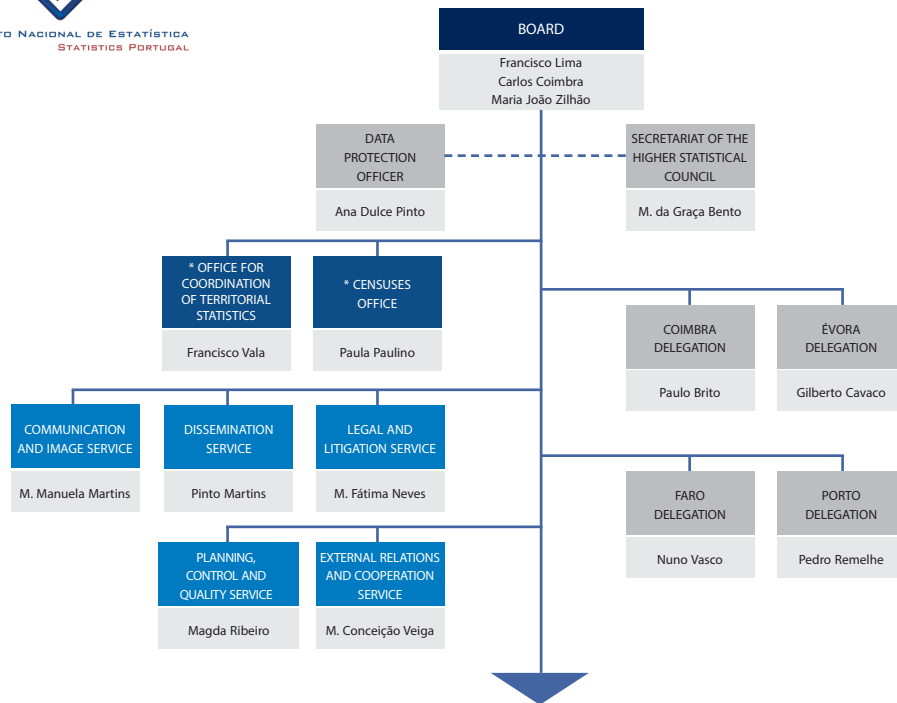 NACIONAL DE ESTATÍSTICA
STATISTICS PORTUGAL
BOARD
Francisco Lima
Carlos Coimbra
Maria João Zilhão
DATA
PROTECTION
OFFICER
Ana Dulce Pinto
SECRETARIAT OF THE
HIGHER STATISTICAL
COUNCIL
M. da Graça Bento
* OFFICE FOR
COORDINATION
OF TERRITORIAL
STATISTICS
Francisco Vala
* CENSUSES
OFFICE
Paula Paulino
COIMBRA
DELEGATION
Paulo Brito
ÉVORA
DELEGATION
Gilberto Cavaco
COMMUNICATION
AND IMAGE SERVICE
M. Manuela Martins
DISSEMINATION
SERVICE
Pinto Martins
LEGAL AND
LITIGATION SERVICE
M. Fátima Neves
FARO
DELEGATION
Nuno Vasco
PORTO
DELEGATION
Pedro Remelhe
PLANNING,
CONTROL AND
QUALITY SERVICE
Magda Ribeiro
EXTERNAL RELATIONS
AND COOPERATION
SERVICE
M. Conceição Veiga